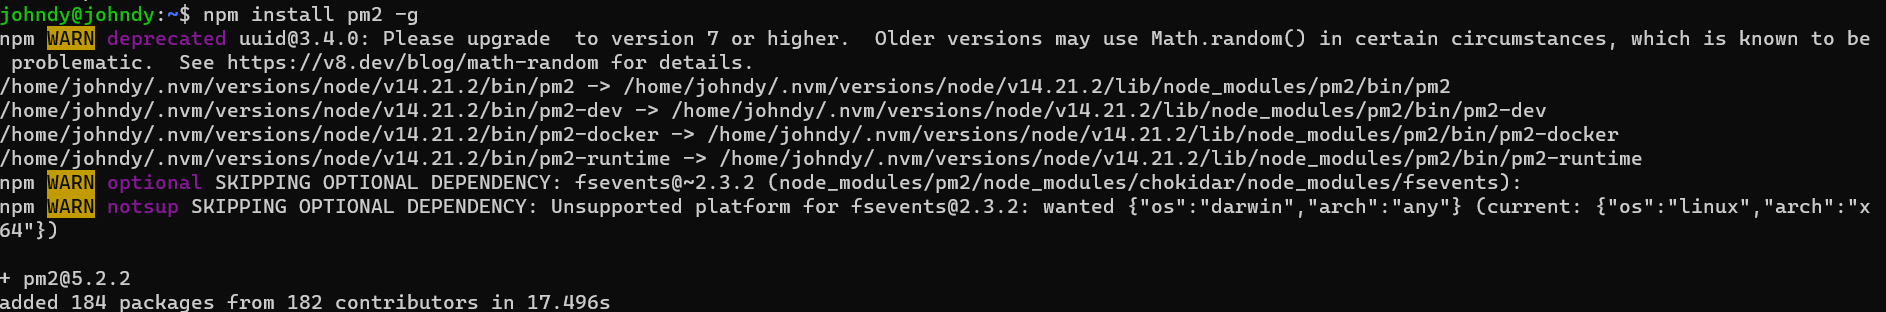 johndy@johndy:~$ npm install pm2 -g
npm WARN deprecated uuid@3.4.0: Please upgrade  to version 7 or higher.  Older versions may use Math.random() in certain circumstances, which is known to be
 problematic.  See https://v8.dev/blog/math-random for details.
/home/johndy/.nvm/versions/node/v14.21.2/bin/pm2 -> /home/johndy/.nvm/versions/node/v14.21.2/lib/node_modules/pm2/bin/pm2
/home/johndy/.nvm/versions/node/v14.21.2/bin/pm2-dev -> /home/johndy/.nvm/versions/node/v14.21.2/lib/node_modules/pm2/bin/pm2-dev
/home/johndy/.nvm/versions/node/v14.21.2/bin/pm2-docker -> /home/johndy/.nvm/versions/node/v14.21.2/lib/node_modules/pm2/bin/pm2-docker
/home/johndy/.nvm/versions/node/v14.21.2/bin/pm2-runtime -> /home/johndy/.nvm/versions/node/v14.21.2/lib/node_modules/pm2/bin/pm2-runtime
npm WARN optional SKIPPING OPTIONAL DEPENDENCY: fsevents@~2.3.2 (node_modules/pm2/node_modules/chokidar/node_modules/fsevents):
npm WARN notsup SKIPPING OPTIONAL DEPENDENCY: Unsupported platform for fsevents@2.3.2: wanted {"os":"darwin","arch":"any"} (current: {"os":"linux","arch":"x
64"})
+ pm2@5.2.2
added 184 packages from 182 contributors in 17.496s